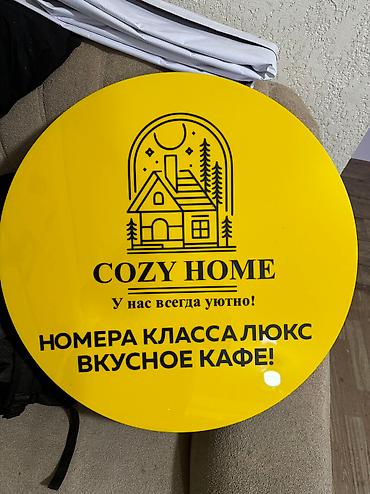 COZY HOME
У нас всегда уютно!
НОМЕРА КЛАССА ЛЮКС
ВКУСНОЕ КАФЕ!